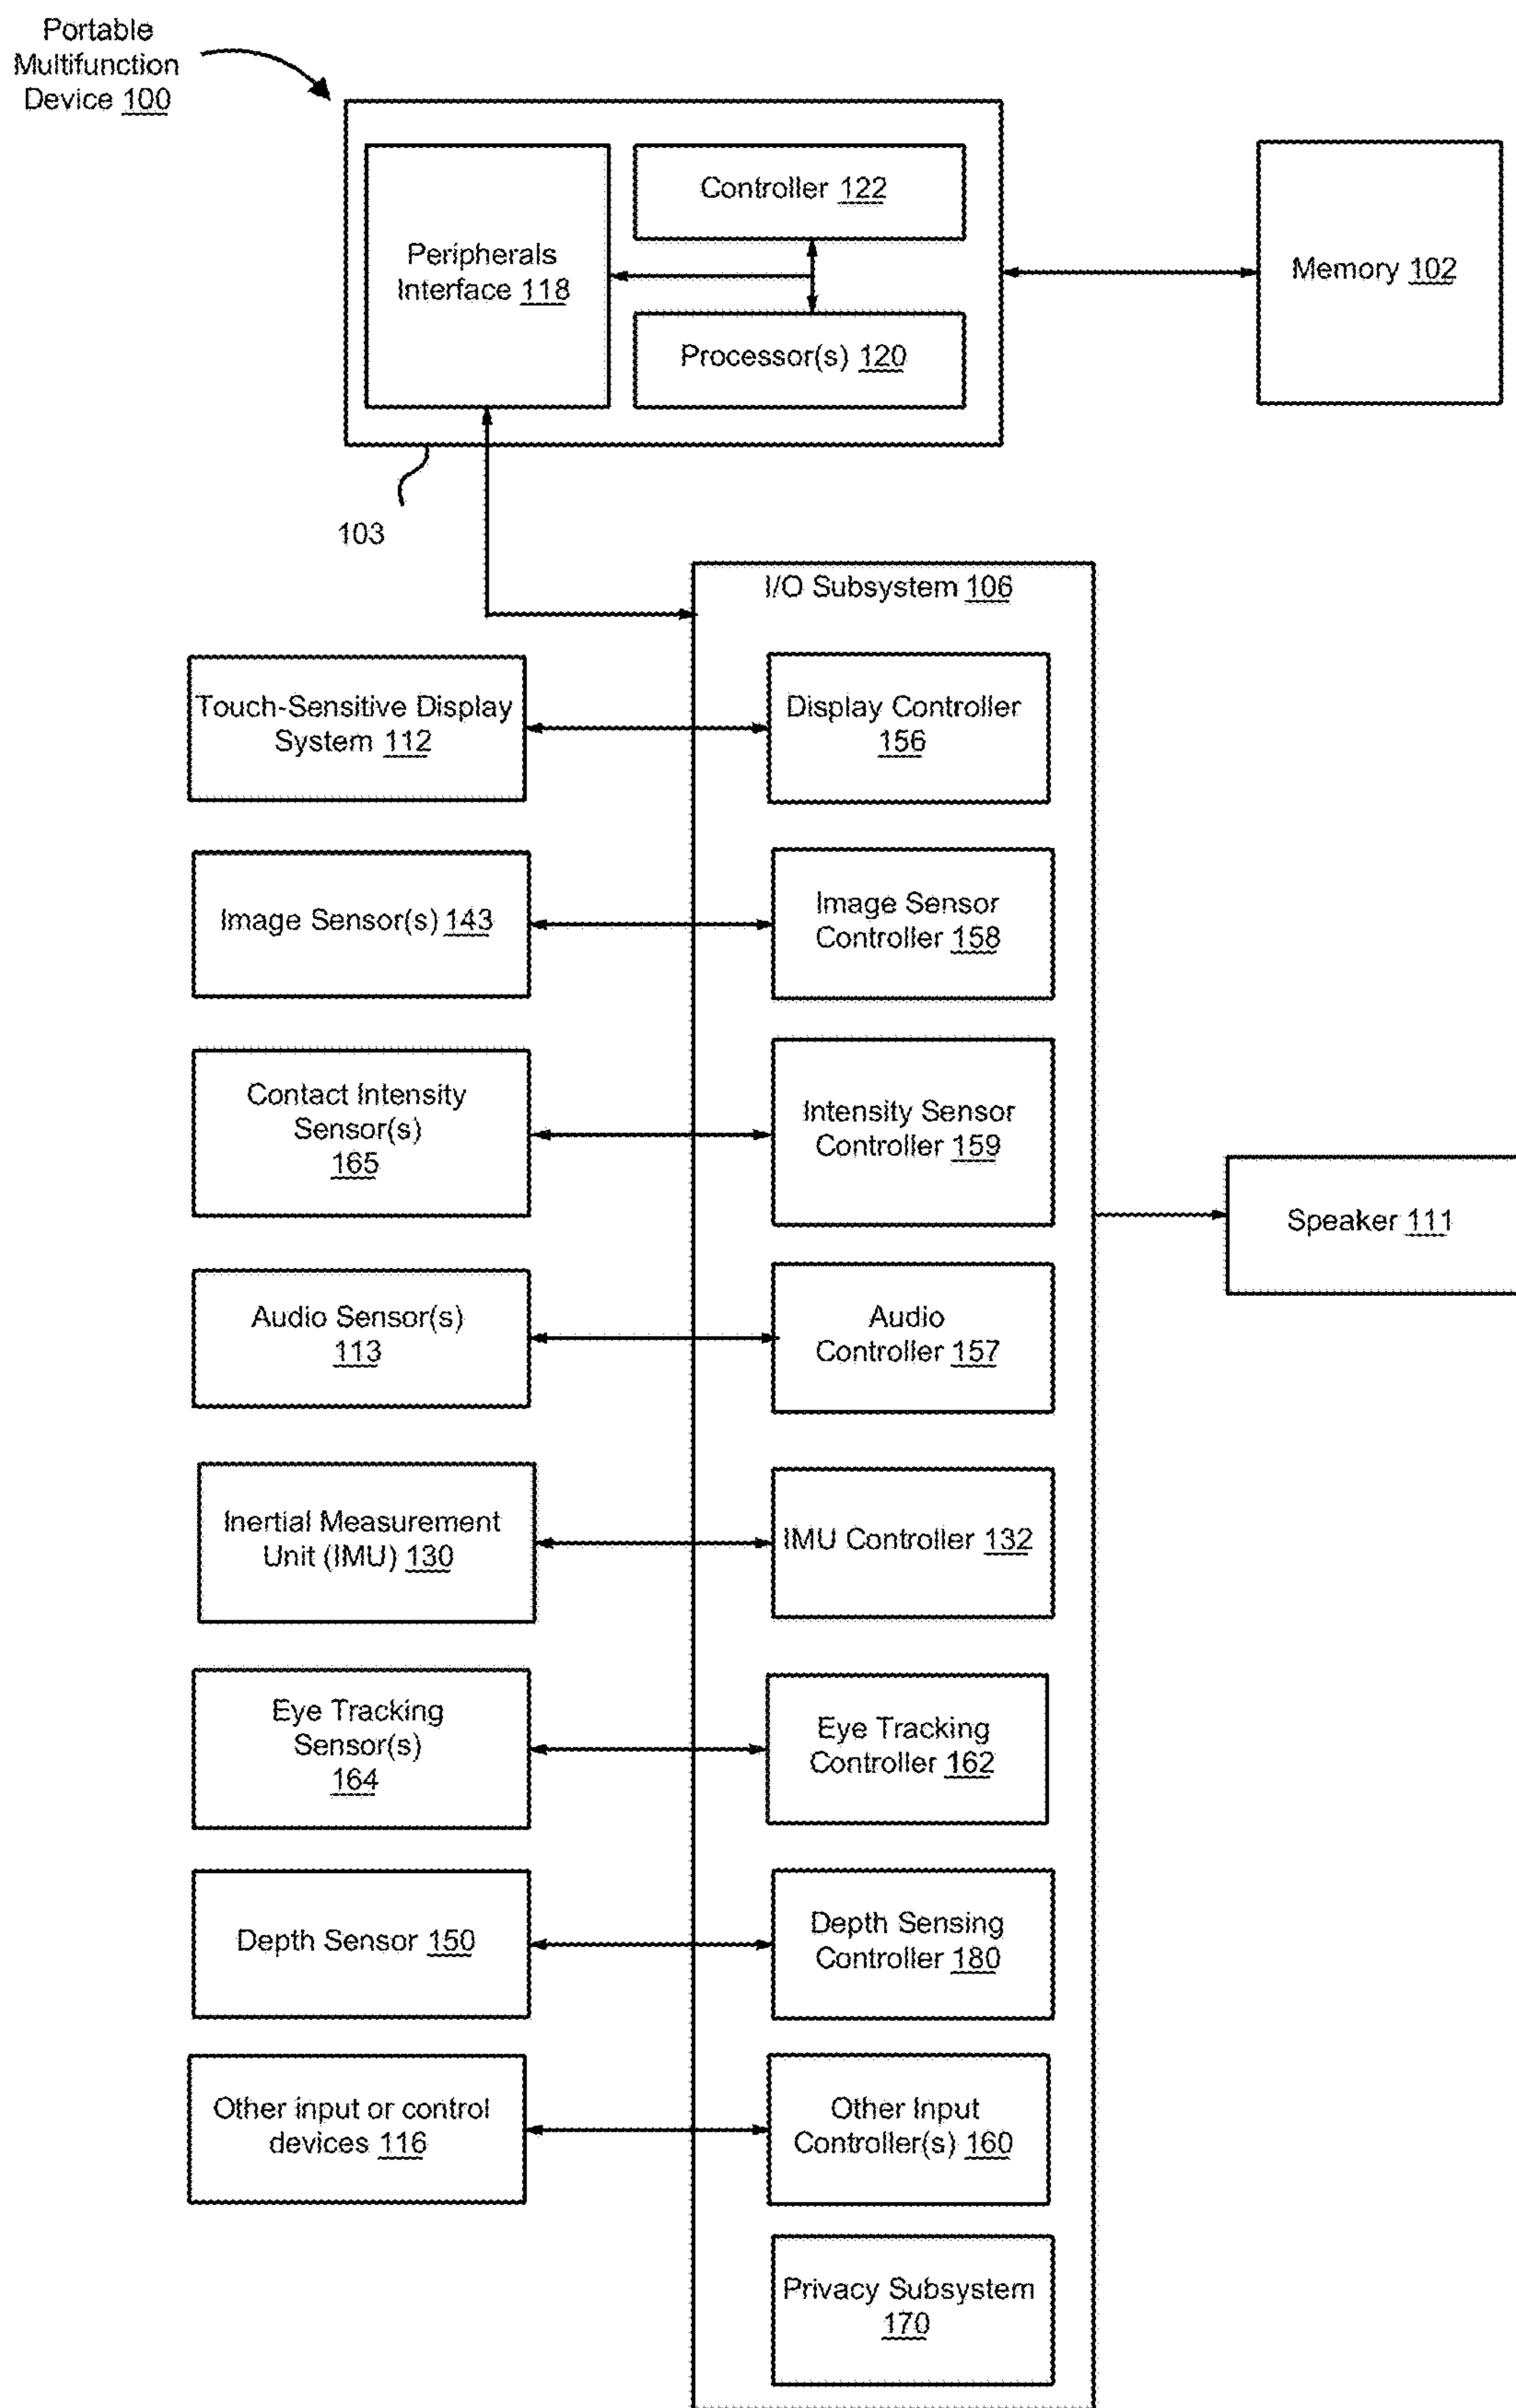 Portable
Multifunction
Device 100
Controller 122
Peripherals
Interface 118
Memory 102
Processor(s) 120
103
I/O Subsystem 106
Touch-Sensitive Display
System 112
Display Controller
156
Image Sensor(s) 143
Image Sensor
Controller 158
Contact Intensity
Sensor(s)
165
Intensity Sensor
Controller 159
Speaker 111
Audio Sensor(s)
113
Audio
Controller 157
Inertial Measurement
Unit (IMU) 130
IMU Controller 132
Eye Tracking
Sensor(s)
164
Eye Tracking
Controller 162
Depth Sensor 150
Depth Sensing
Controller 180
Other input or control
devices 116
Other Input
Controller(s) 160
Privacy Subsystem
170